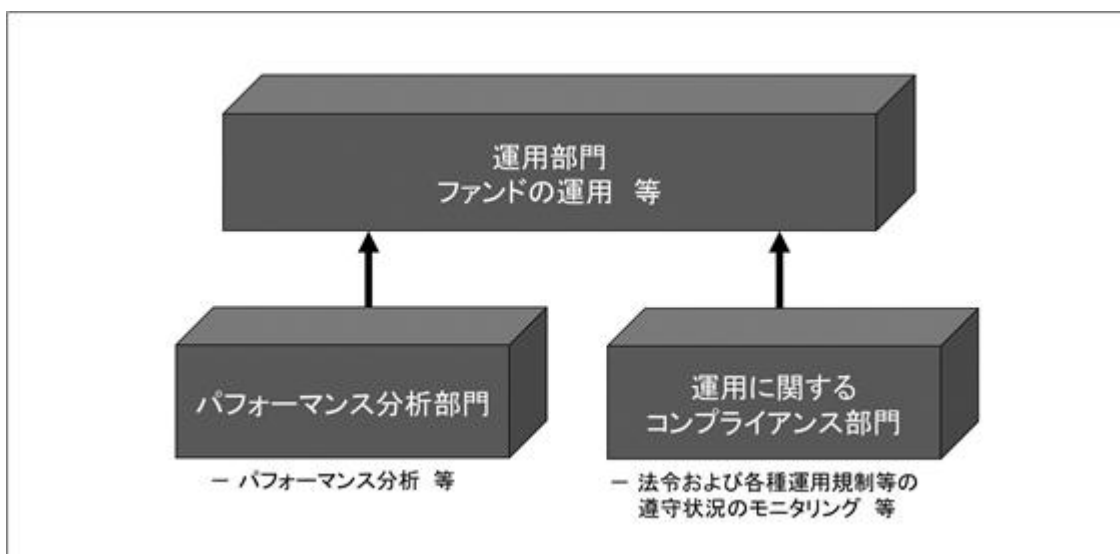 運用部門
ファンドの運用 等
パフォーマンス分析部門
－ パフォーマンス分析 等
運用に関する
コンプライアンス部門
－ 法令および各種運用規制等の
遵守状況のモニタリング 等